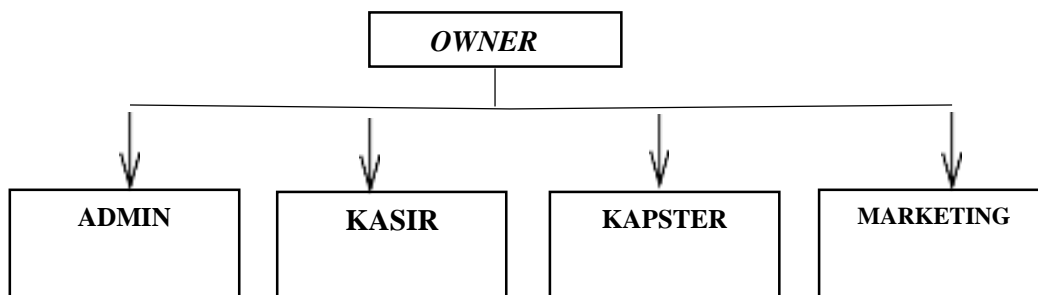 OWNER
ADMIN
KASIR
KAPSTER
MARKETING